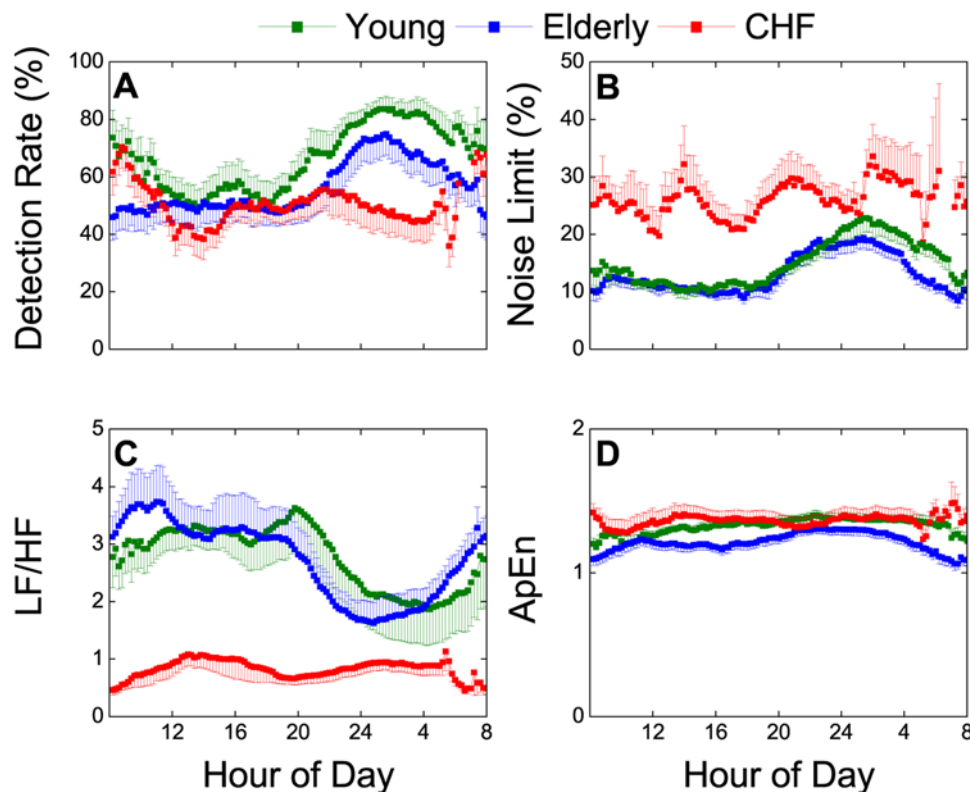 Young Elderly CHF
A
Detection Rate (%)
100
80
60
40
20
0
B
Noise Limit (%)
50
40
30
20
10
0
C
LF/HF
5
4
3
2
1
0
12 16 20 24 4 8
Hour of Day
D
ApEn
2
1
0
12 16 20 24 4 8
Hour of Day